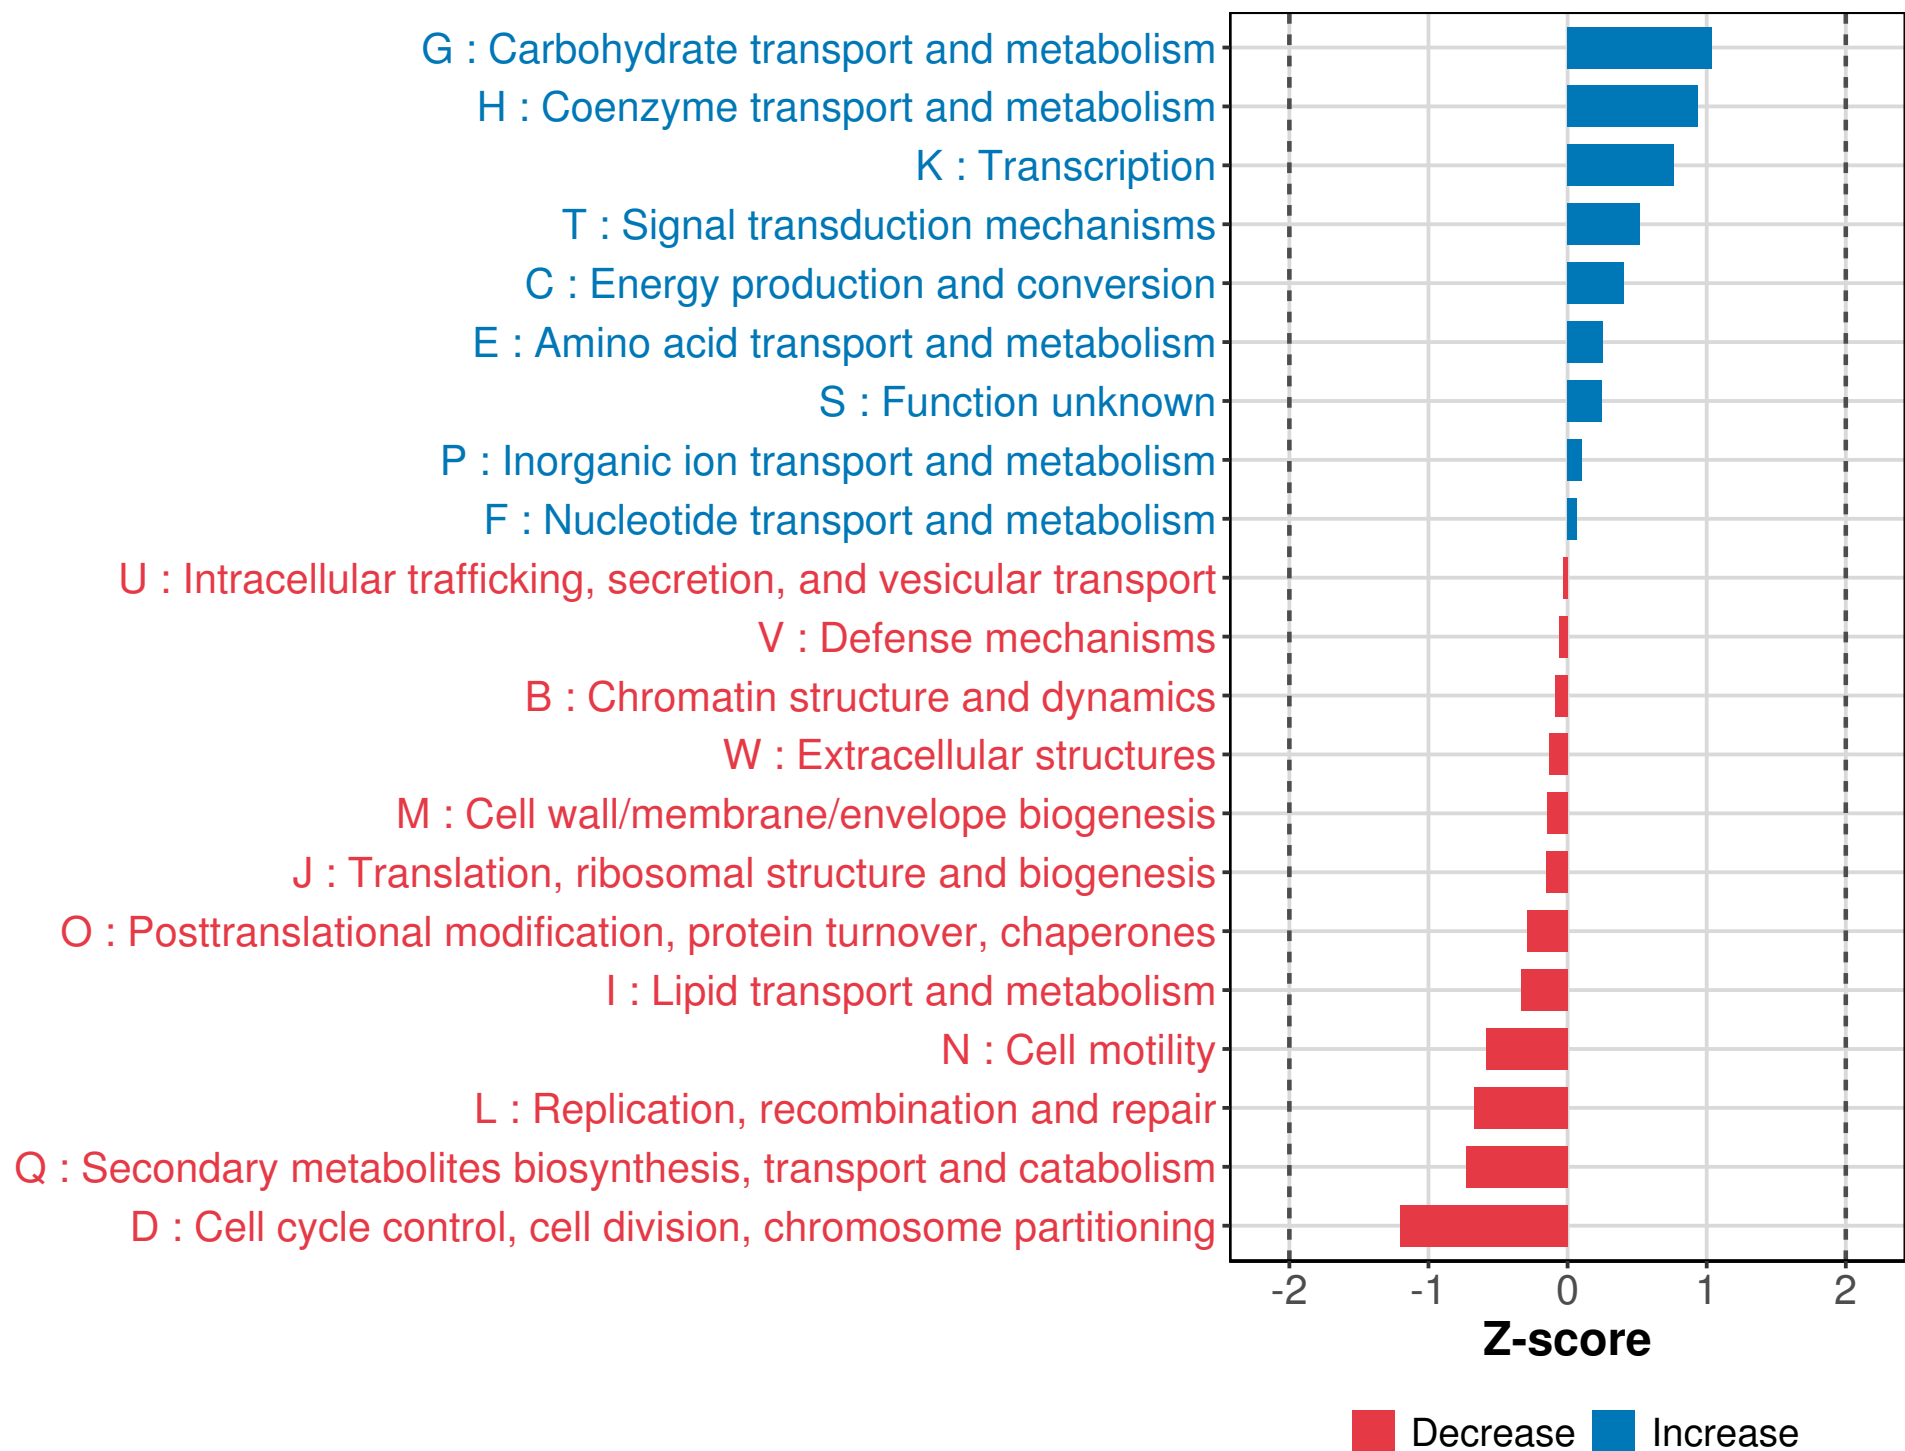 G : Carbohydrate transport and metabolism
H : Coenzyme transport and metabolism
K : Transcription
T : Signal transduction mechanisms
C : Energy production and conversion
E : Amino acid transport and metabolism
S : Function unknown
P : Inorganic ion transport and metabolism
F : Nucleotide transport and metabolism
U : Intracellular trafficking, secretion, and vesicular transport
V : Defense mechanisms
B : Chromatin structure and dynamics
W : Extracellular structures
M : Cell wall/membrane/envelope biogenesis
J : Translation, ribosomal structure and biogenesis
O : Posttranslational modification, protein turnover, chaperones
I : Lipid transport and metabolism
N : Cell motility
L : Replication, recombination and repair
Q : Secondary metabolites biosynthesis, transport and catabolism
D : Cell cycle control, cell division, chromosome partitioning
-2 -1 0 1 2
Z-score
Decrease Increase